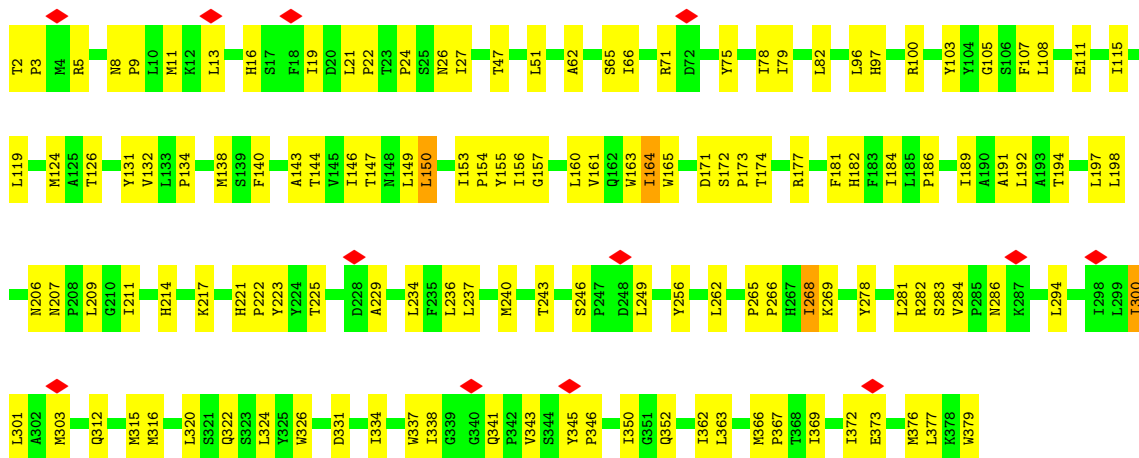 T2 P3 M4 R5 N8 P9 L10 M11 K12 L13 H16 S17 F18 I19 D20 L21 P22 T23 P24 S25 N26 I27 T47 L51 A62 S65 I66 R71 D72 Y75 I78 I79 L82 L96 H97 R100 Y103 Y104 G105 S106 F107 L108 E111 I115
L119 M124 A125 T126 Y131 V132 L133 P134 M138 S139 F140 A143 T144 V145 I146 T147 N148 L149 L150 I153 P154 Y155 I156 G157 L160 V161 Q162 W163 I164 W165 D171 S172 P173 T174 R177 F181 H182 F183 I184 L185 P186 I189 A190 A191 L192 A193 T194 L197 L198
N206 N207 P208 L209 G210 I211 H214 K217 H221 P222 Y223 Y224 T225 D228 A229 L234 F235 L236 L237 M240 T243 S246 P247 D248 L249 Y256 L262 P265 P266 H267 I268 K269 Y278 L281 R282 S283 V284 P285 N286 K287 L294 I298 L299 I300
L301 A302 M303 Q312 M315 M316 L320 S321 Q322 S323 L324 Y325 W326 D331 I334 W337 I338 G339 G340 Q341 P342 V343 S344 Y345 P346 I350 G351 Q352 I362 L363 M366 P367 T368 I369 I372 E373 M376 L377 K378 W379